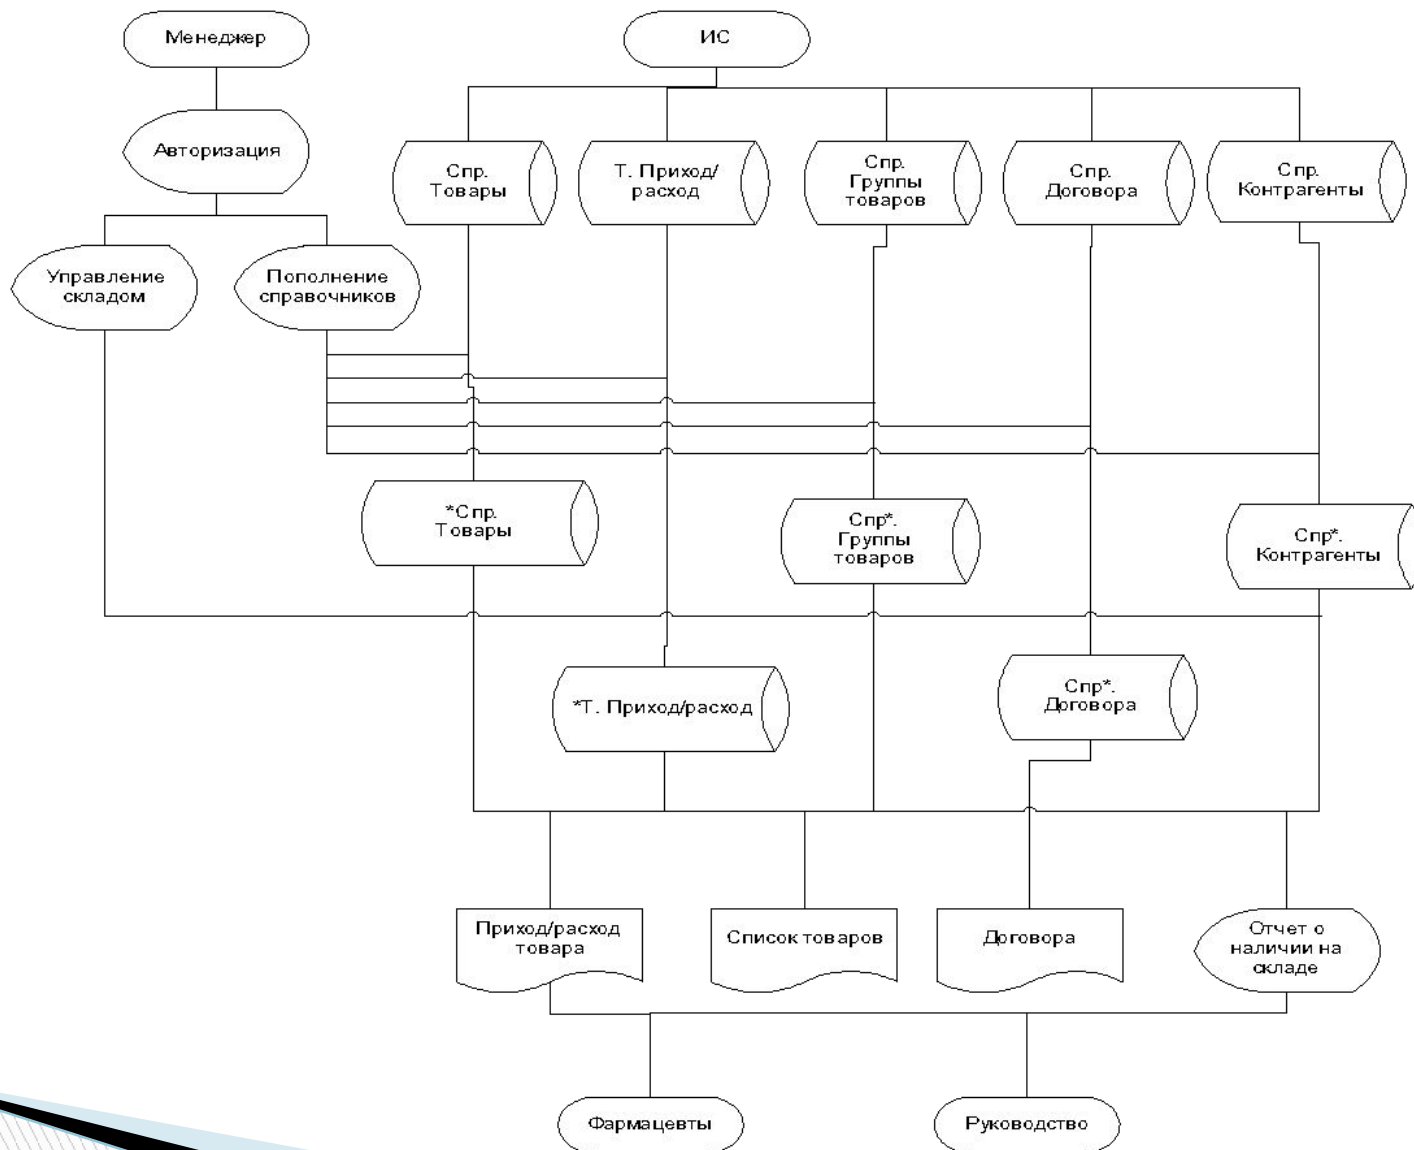 Менеджер
ИС
Авторизация
Спр.
Товары
Т. Приход/
расход
Спр.
Группы
товаров
Спр.
Договора
Спр.
Контрагенты
Управление
складом
Пополнение
справочников
*Спр.
Товары
Спр*.
Группы
товаров
Спр*.
Контрагенты
*Т. Приход/расход
Спр*.
Договора
Приход/расход
товара
Список товаров
Договора
Отчет о
наличии на
складе
Фармацевты
Руководство